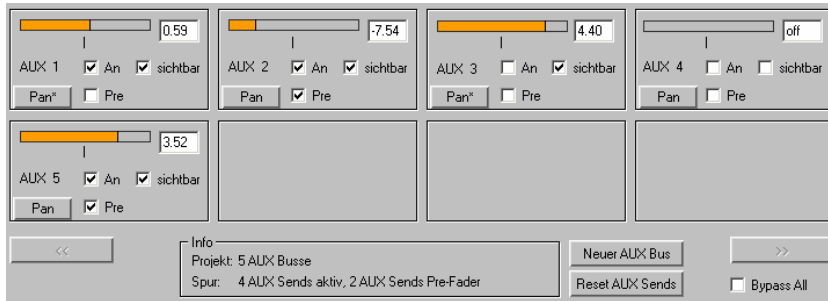 0.59
-7.54
4.40
off
AUX 1 An sichtbar
AUX 2 An sichtbar
AUX 3 An sichtbar
AUX 4 An sichtbar
Pan* Pre
Pan Pre
Pan* Pre
Pan Pre
3.52
AUX 5 An sichtbar
Pan Pre
<<
Info
Projekt: 5 AUX Busse
Spur: 4 AUX Sends aktiv, 2 AUX Sends Pre-Fader
Neuer AUX Bus
Reset AUX Sends
>>
Bypass All